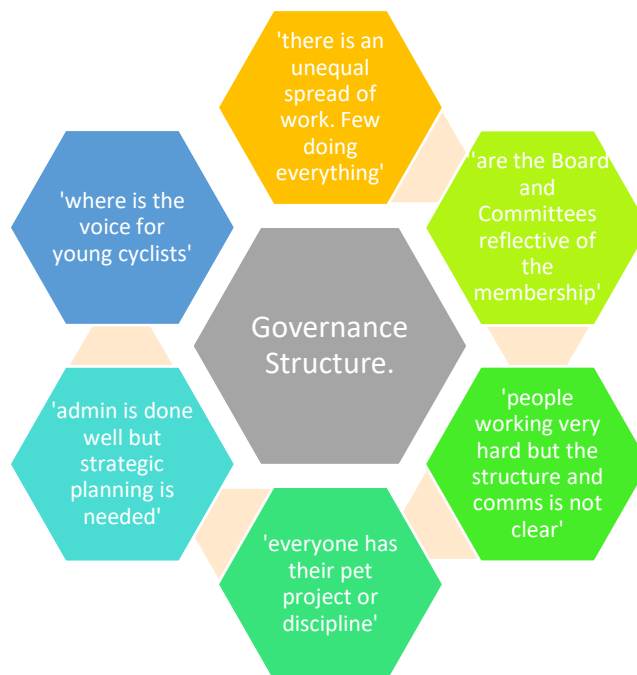 'there is an
unequal
spread of
work. Few
doing
everything'
''are the Board
and
Committees
reflective of
the
membership'
'people
working very
hard but the
structure and
comms is not
clear'
'everyone has
their pet
project or
discipline'
'admin is done
well but
strategic
planning is
needed'
'where is the
voice for
young cyclists'
Governance
Structure.